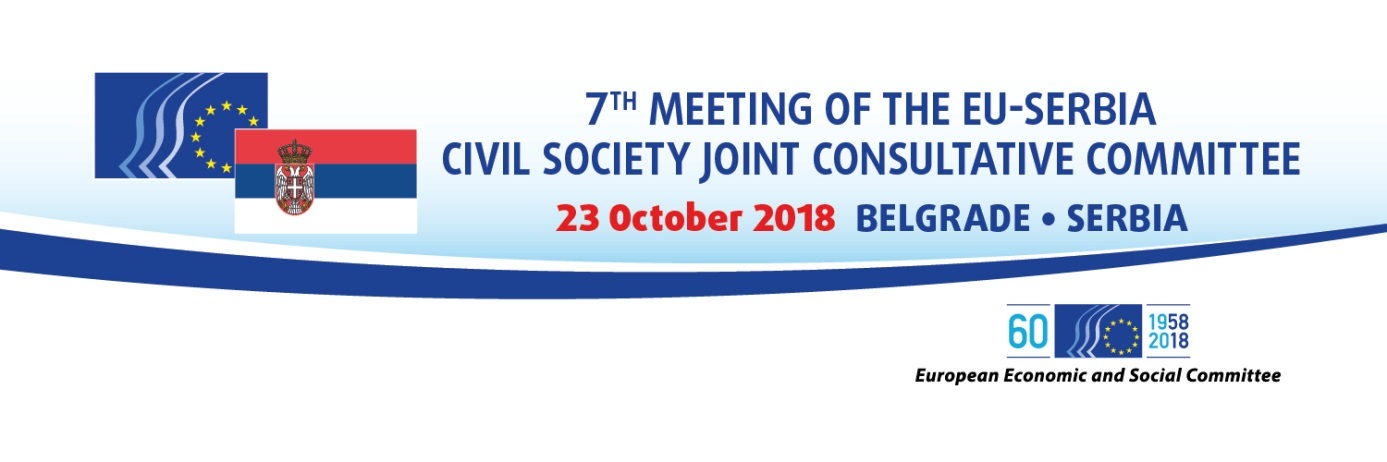 7TH MEETING OF THE EU-SERBIA
CIVIL SOCIETY JOINT CONSULTATIVE COMMITTEE
23 October 2018 BELGRADE • SERBIA
60
1958
2018
European Economic and Social Committee